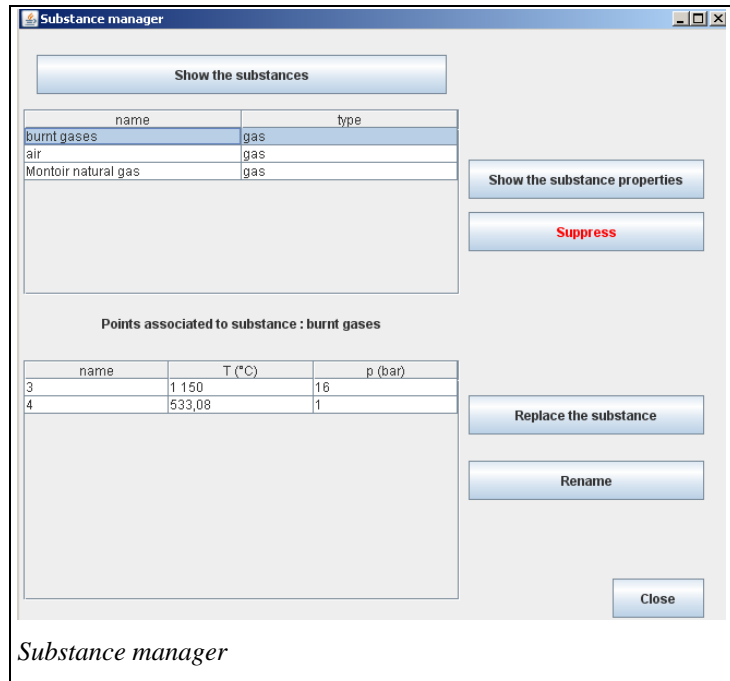 Substance manager
Show the substances
name type
burnt gases gas
air gas
Montoir natural gas gas
Show the substance properties
Suppress
Points associated to substance : burnt gases
name T (°C) p (bar)
3 1 150 16
4 533,08 1
Replace the substance
Rename
Close
Substance manager